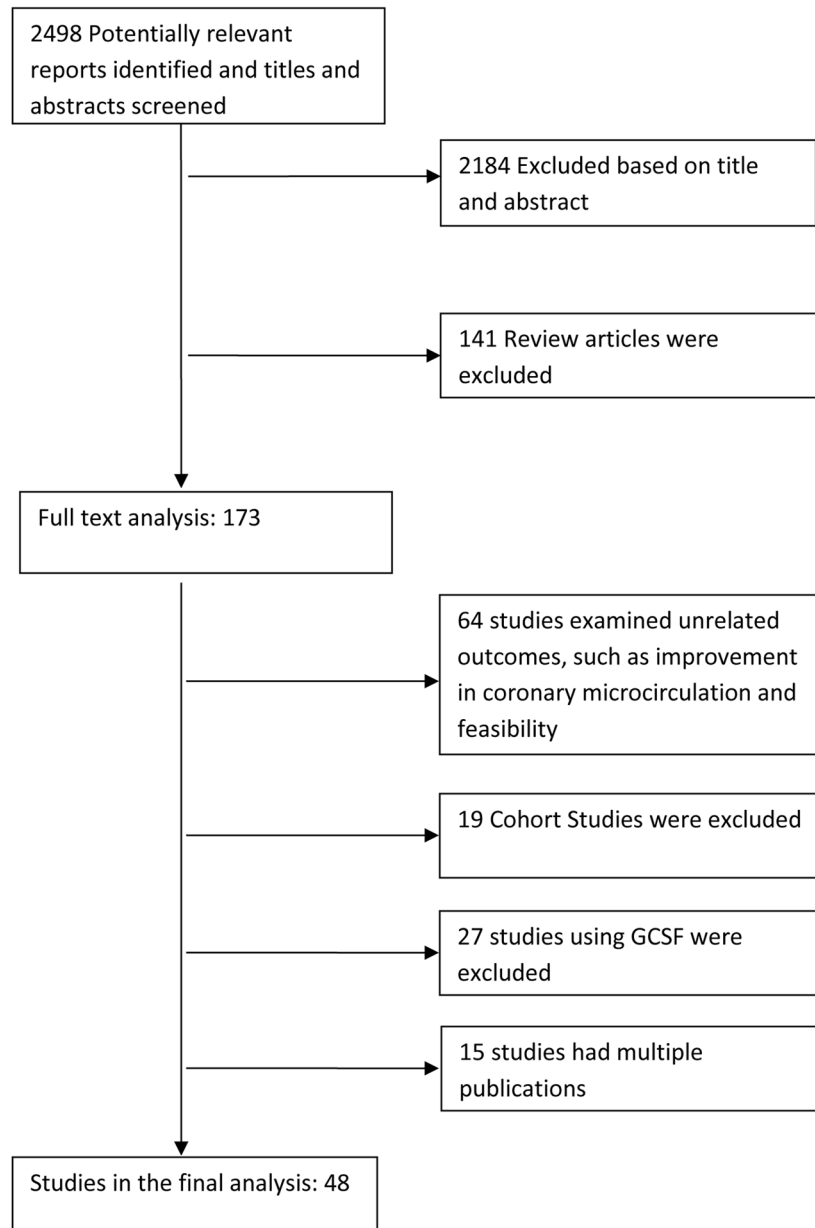 2498 Potentially relevant
reports identified and titles and
abstracts screened
2184 Excluded based on title
and abstract
141 Review articles were
excluded
Full text analysis: 173
64 studies examined unrelated
outcomes, such as improvement
in coronary microcirculation and
feasibility
19 Cohort Studies were excluded
27 studies using GCSF were
excluded
15 studies had multiple
publications
Studies in the final analysis: 48